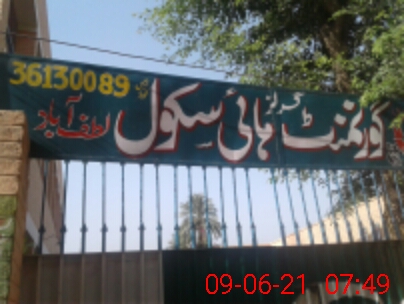 گورنمنٹ گرلز ہائی سکول لطف آباد
36130089
09-06-21 07:49